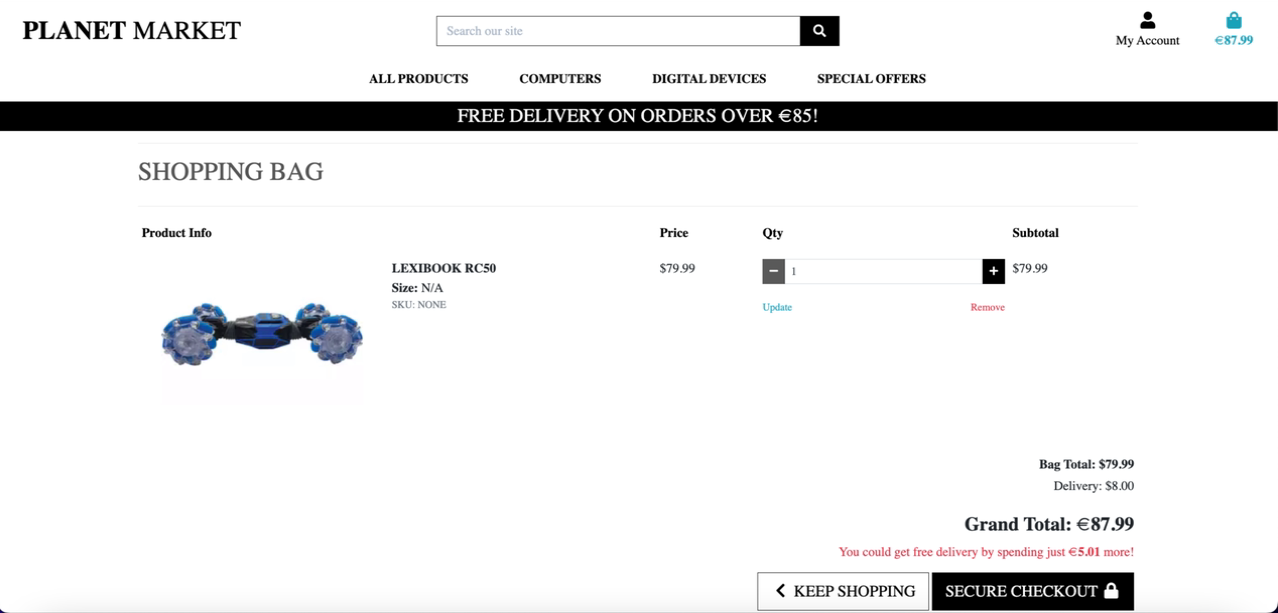 PLANET MARKET
Search our site
My Account
€87.99
ALL PRODUCTS COMPUTERS DIGITAL DEVICES SPECIAL OFFERS
FREE DELIVERY ON ORDERS OVER €85!
SHOPPING BAG
Product Info Price Qty Subtotal
LEXIBOOK RC50 $79.99 1 $79.99
Size: N/A
SKU: NONE
Update Remove
Bag Total: $79.99
Delivery: $8.00
Grand Total: €87.99
You could get free delivery by spending just €5.01 more!
KEEP SHOPPING SECURE CHECKOUT